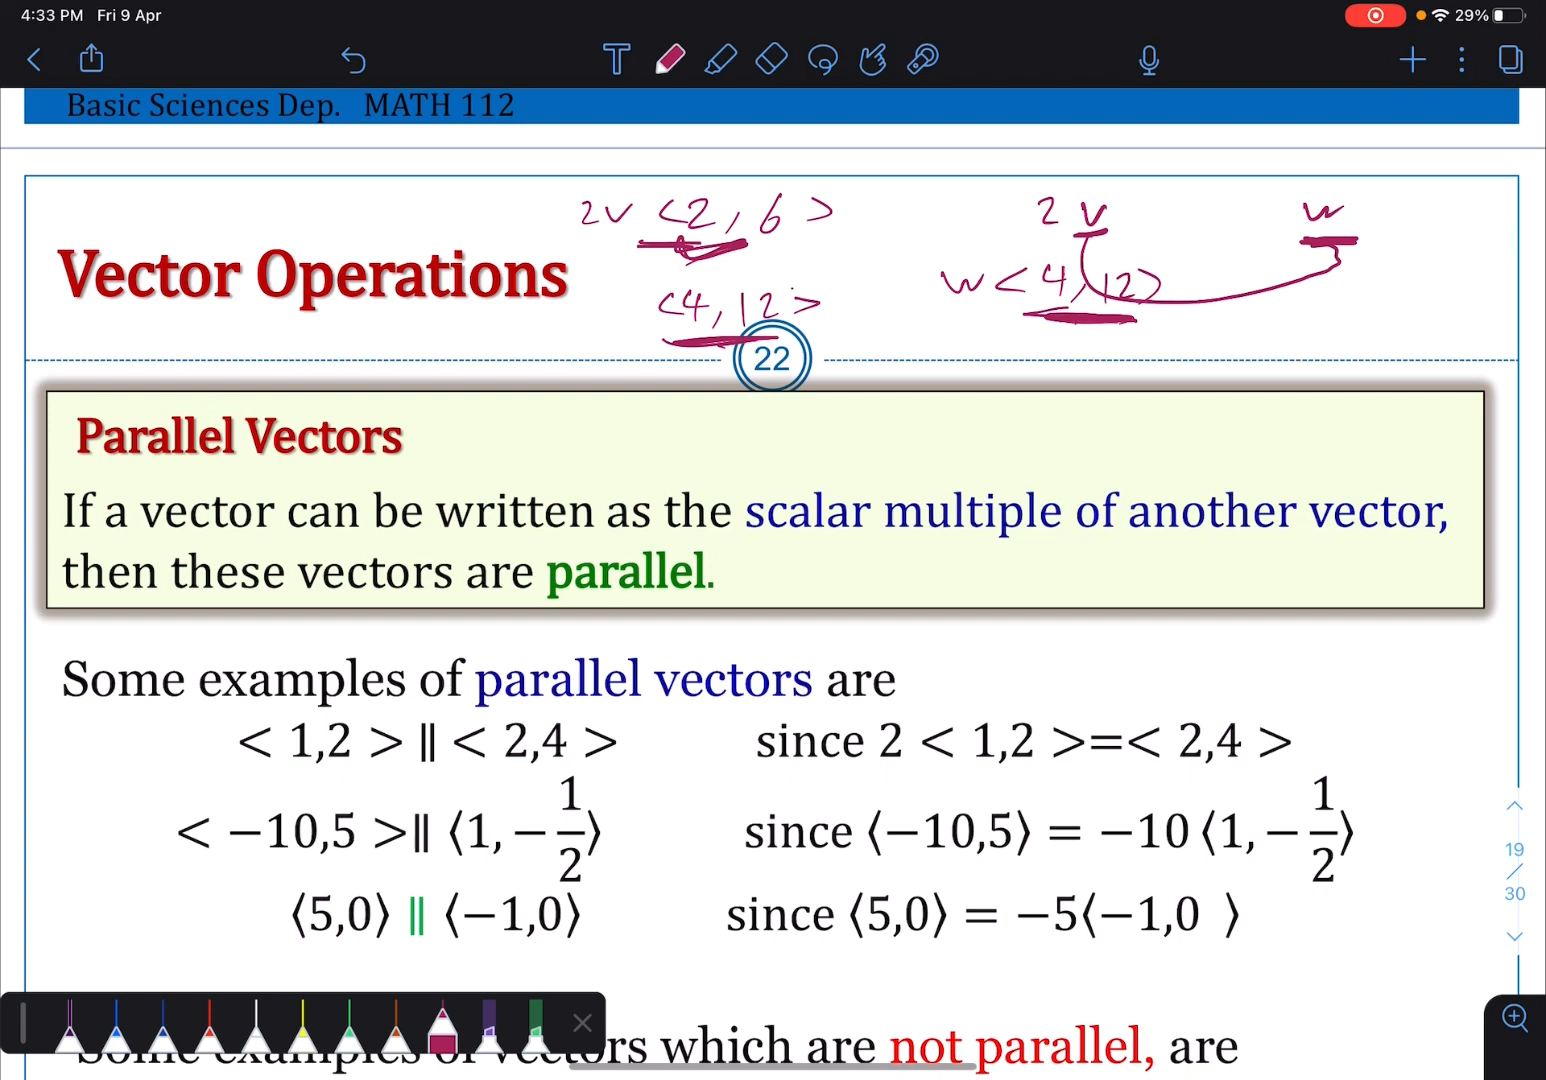 4:33 PM Fri 9 Apr
29%
Basic Sciences Dep. MATH 112
2v <2, 6>
2 v
w
Vector Operations
w <4, 12>
<4, 12>
22
Parallel Vectors
If a vector can be written as the scalar multiple of another vector,
then these vectors are parallel.
Some examples of parallel vectors are
< 1,2 > ∥ < 2,4 > since 2 < 1,2 >=< 2,4 >
< −10,5 >∥ ⟨1, −1/2⟩ since ⟨−10,5⟩ = −10 ⟨1, −1/2⟩
⟨5,0⟩ ∥ ⟨−1,0⟩ since ⟨5,0⟩ = −5⟨−1,0 ⟩
19
/
30
Some examples of vectors which are not parallel, are